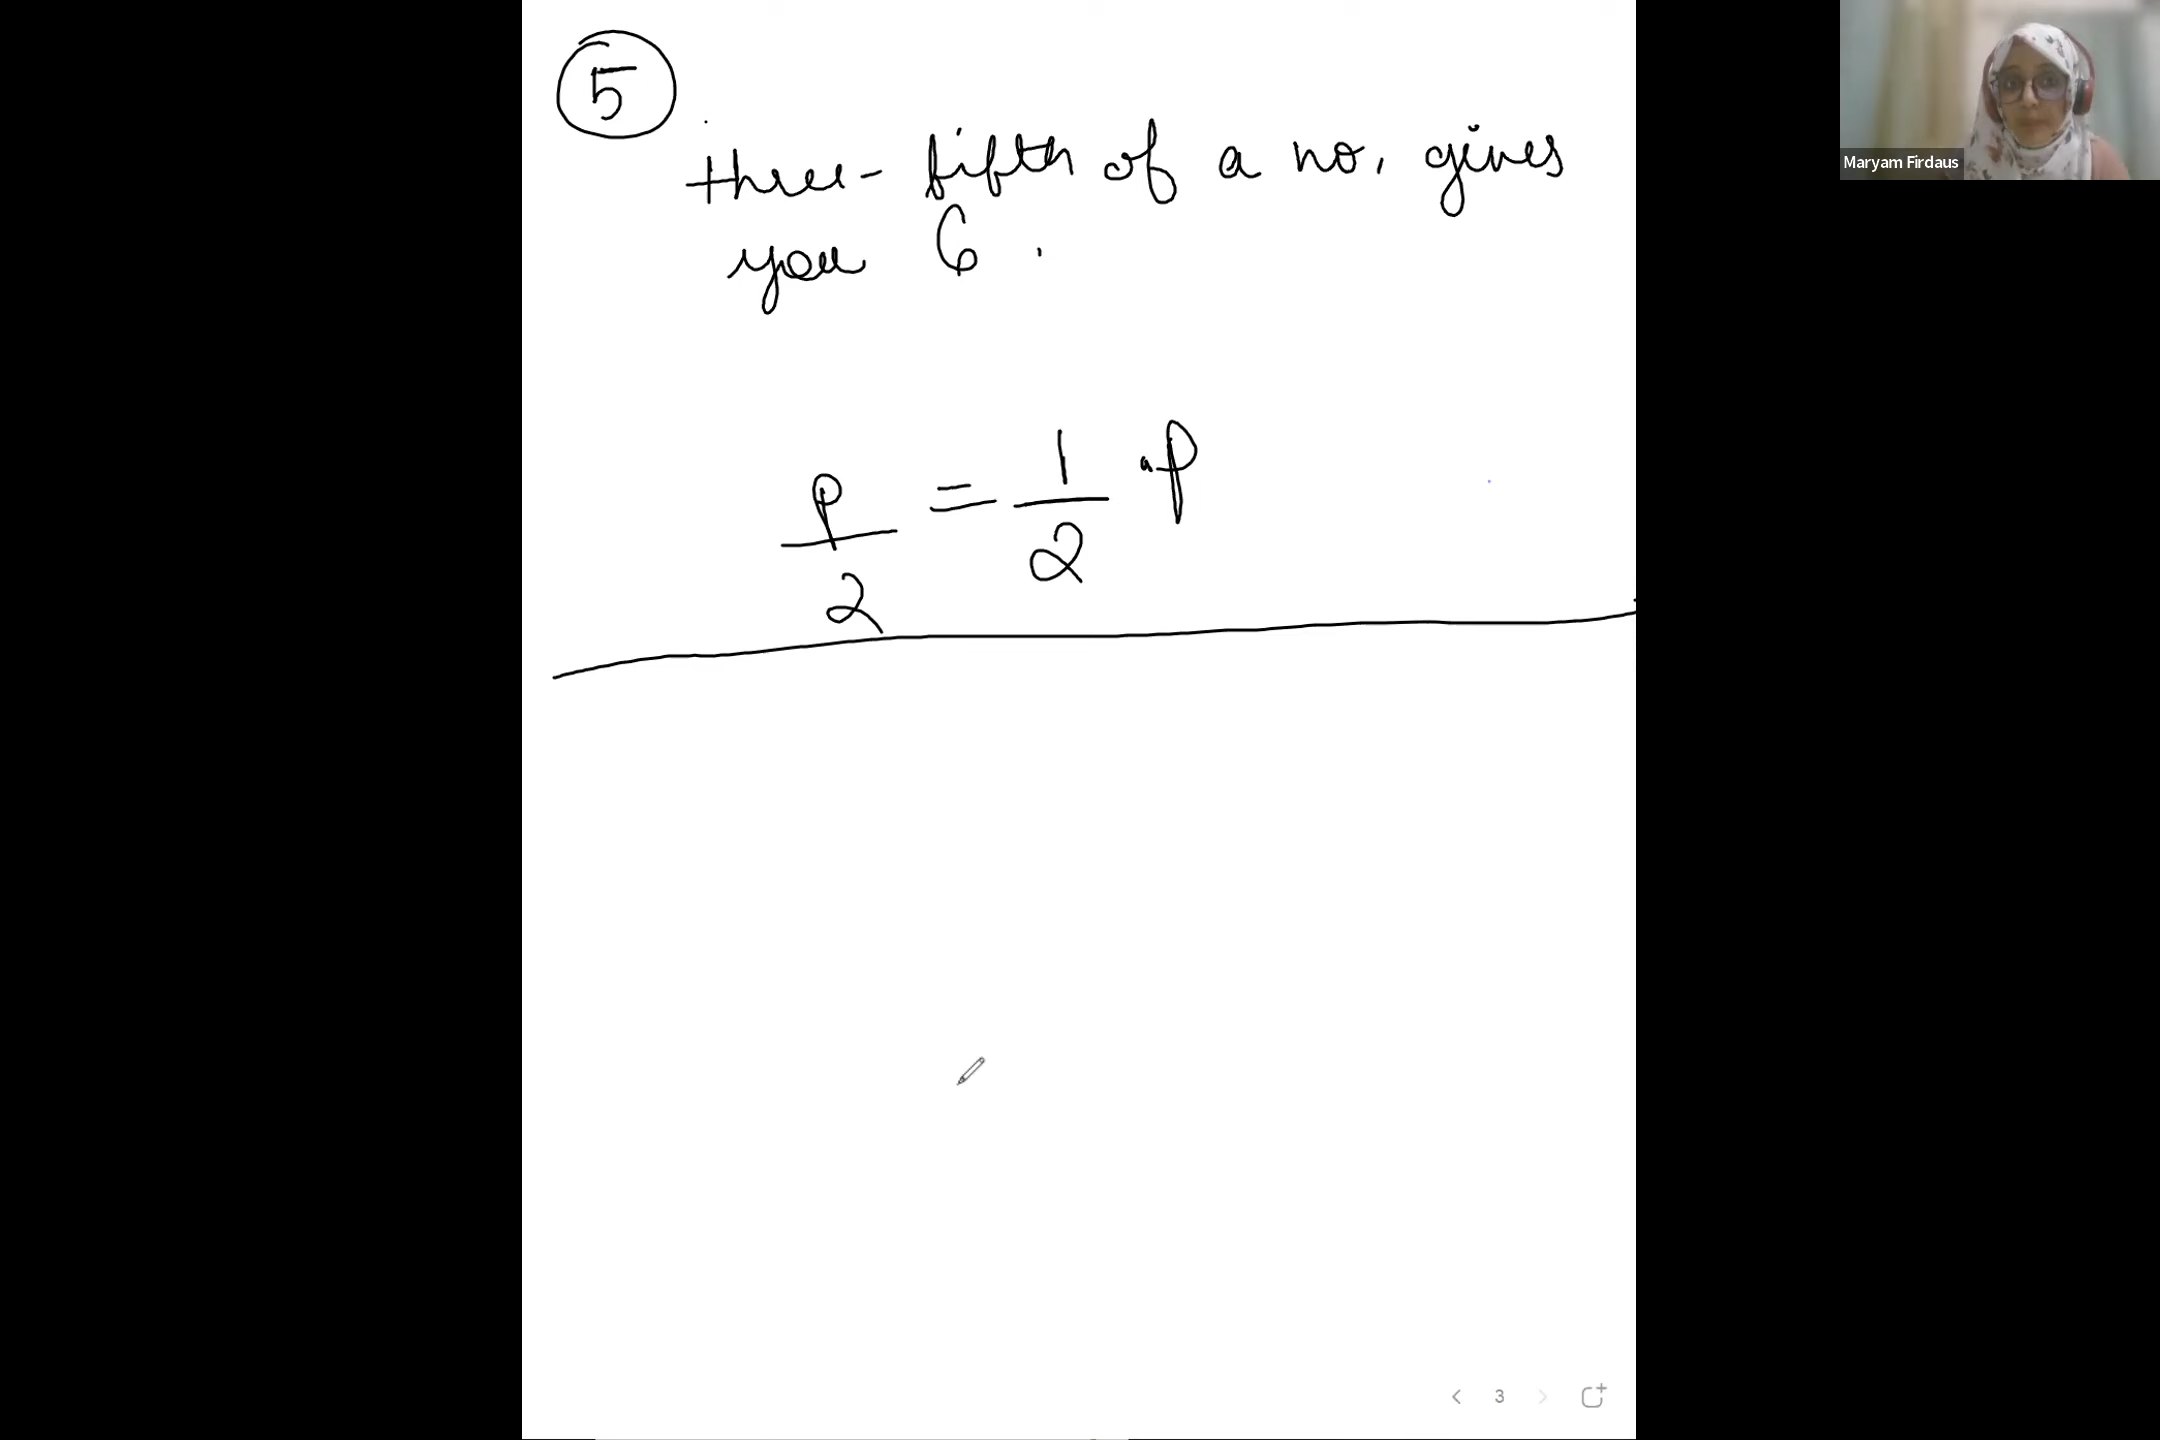 5
three-fifth of a no. gives
you 6.
p/2 = 1/2 p
Maryam Firdaus
3